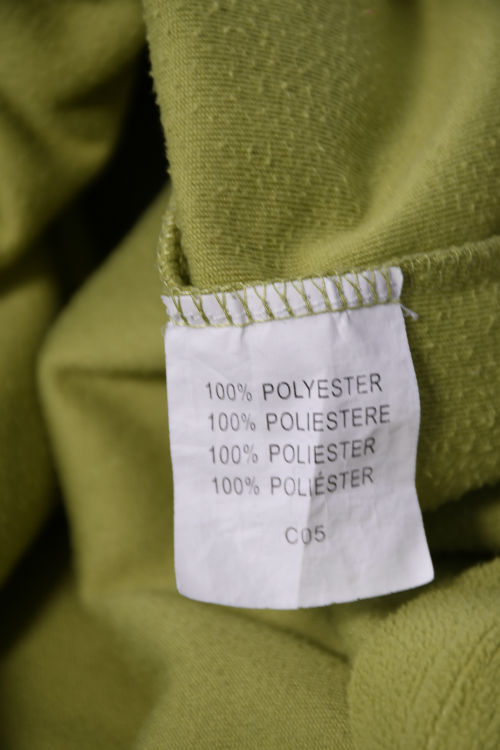 100% POLYESTER
100% POLIESTERE
100% POLIESTER
100% POLIÉSTER
C05